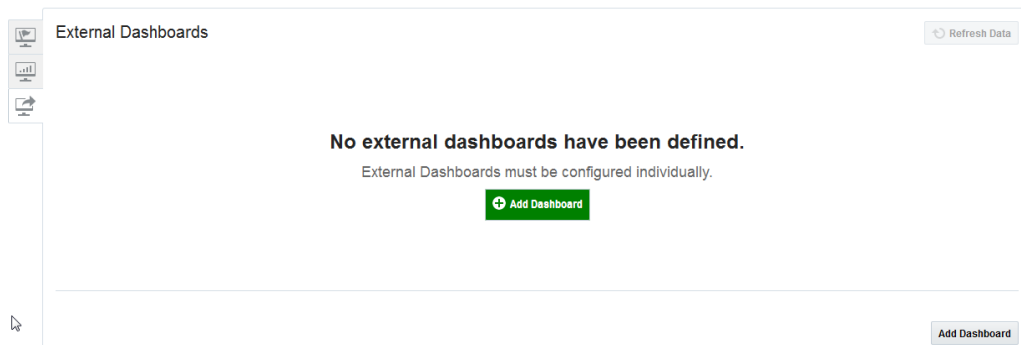 External Dashboards
Refresh Data
No external dashboards have been defined.
External Dashboards must be configured individually.
Add Dashboard
Add Dashboard